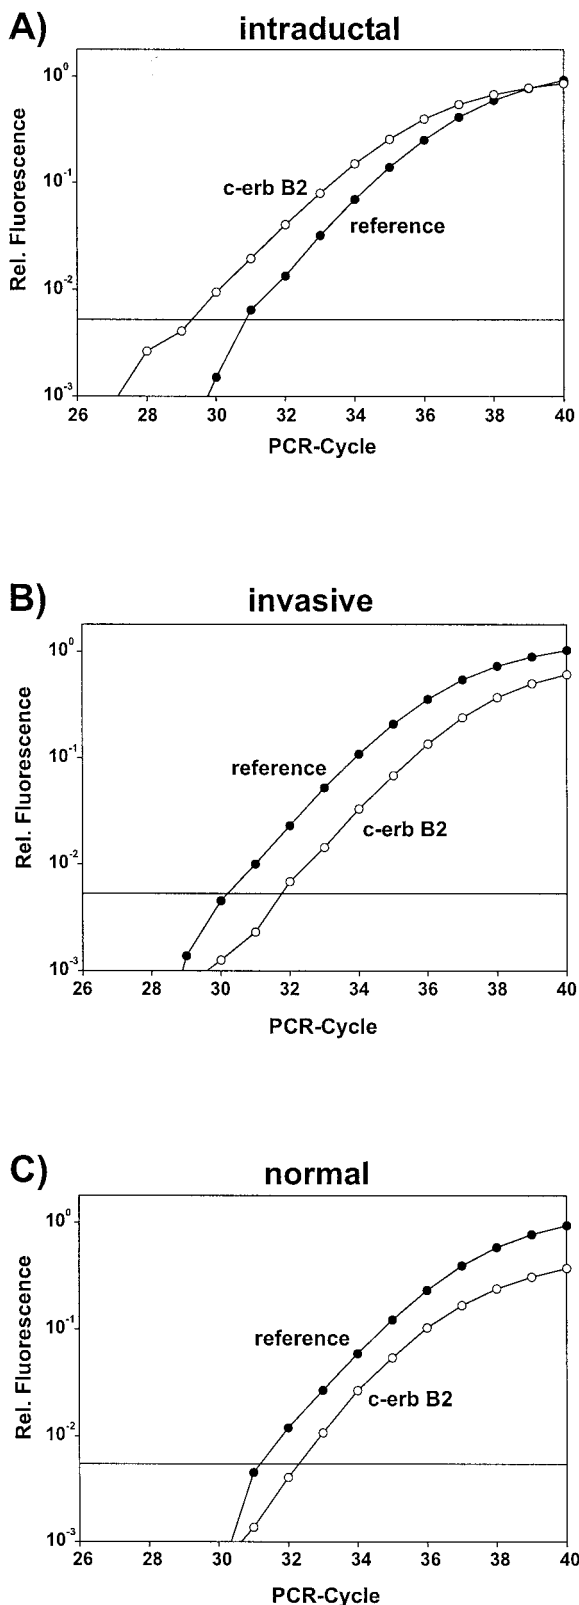 A) intraductal
10^0
10^-1
10^-2
10^-3
Rel. Fluorescence
c-erb B2
reference
26 28 30 32 34 36 38 40
PCR-Cycle
B) invasive
10^0
10^-1
10^-2
10^-3
Rel. Fluorescence
reference
c-erb B2
26 28 30 32 34 36 38 40
PCR-Cycle
C) normal
10^0
10^-1
10^-2
10^-3
Rel. Fluorescence
reference
c-erb B2
26 28 30 32 34 36 38 40
PCR-Cycle